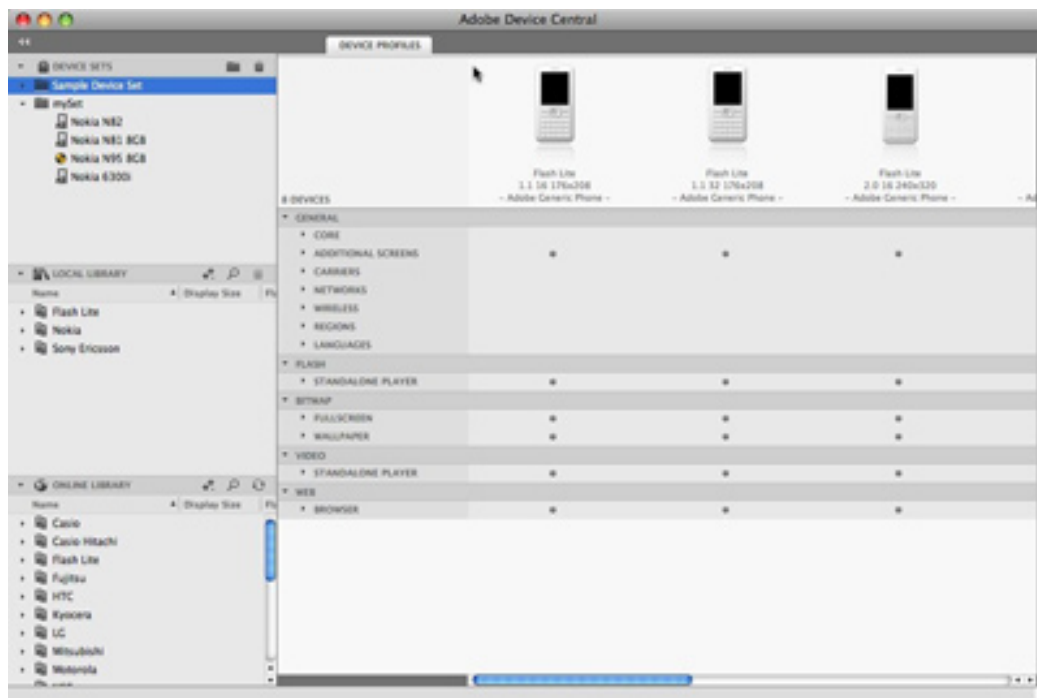 Adobe Device Central
DEVICE PROFILES
DEVICE SETS
Sample Device Set
mySet
Nokia N82
Nokia N81 8GB
Nokia N95 8GB
Nokia 6300i
LOCAL LIBRARY
Name Display Size
Flash Lite
Nokia
Sony Ericsson
ONLINE LIBRARY
Name Display Size
Casio
Casio Hitachi
Flash Lite
Fujitsu
HTC
Kyocera
LG
Mitsubishi
Motorola
8 DEVICES
Flash Lite
1.1 16 176x208
- Adobe Generic Phone -
Flash Lite
1.1 32 176x208
- Adobe Generic Phone -
Flash Lite
2.0 16 240x320
- Adobe Generic Phone -
GENERAL
CORE
ADDITIONAL SCREENS
CARRIERS
NETWORKS
WIRELESS
REGIONS
LANGUAGES
FLASH
STANDALONE PLAYER
BITMAP
FULLSCREEN
WALLPAPER
VIDEO
STANDALONE PLAYER
WEB
BROWSER